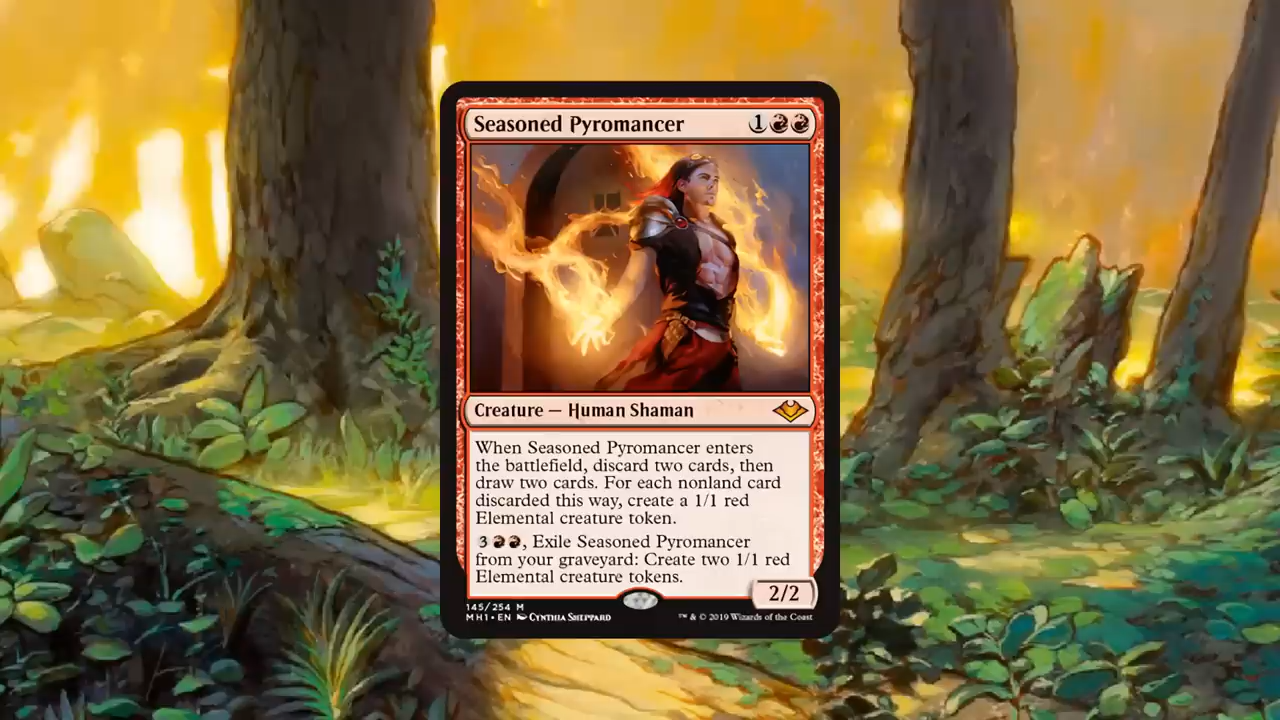 Seasoned Pyromancer 1
Creature — Human Shaman
When Seasoned Pyromancer enters
the battlefield, discard two cards, then
draw two cards. For each nonland card
discarded this way, create a 1/1 red
Elemental creature token.
3 , Exile Seasoned Pyromancer
from your graveyard: Create two 1/1 red
Elemental creature tokens.
2/2
145/254 M
MH1 • EN Cynthia Sheppard
™ & © 2019 Wizards of the Coast